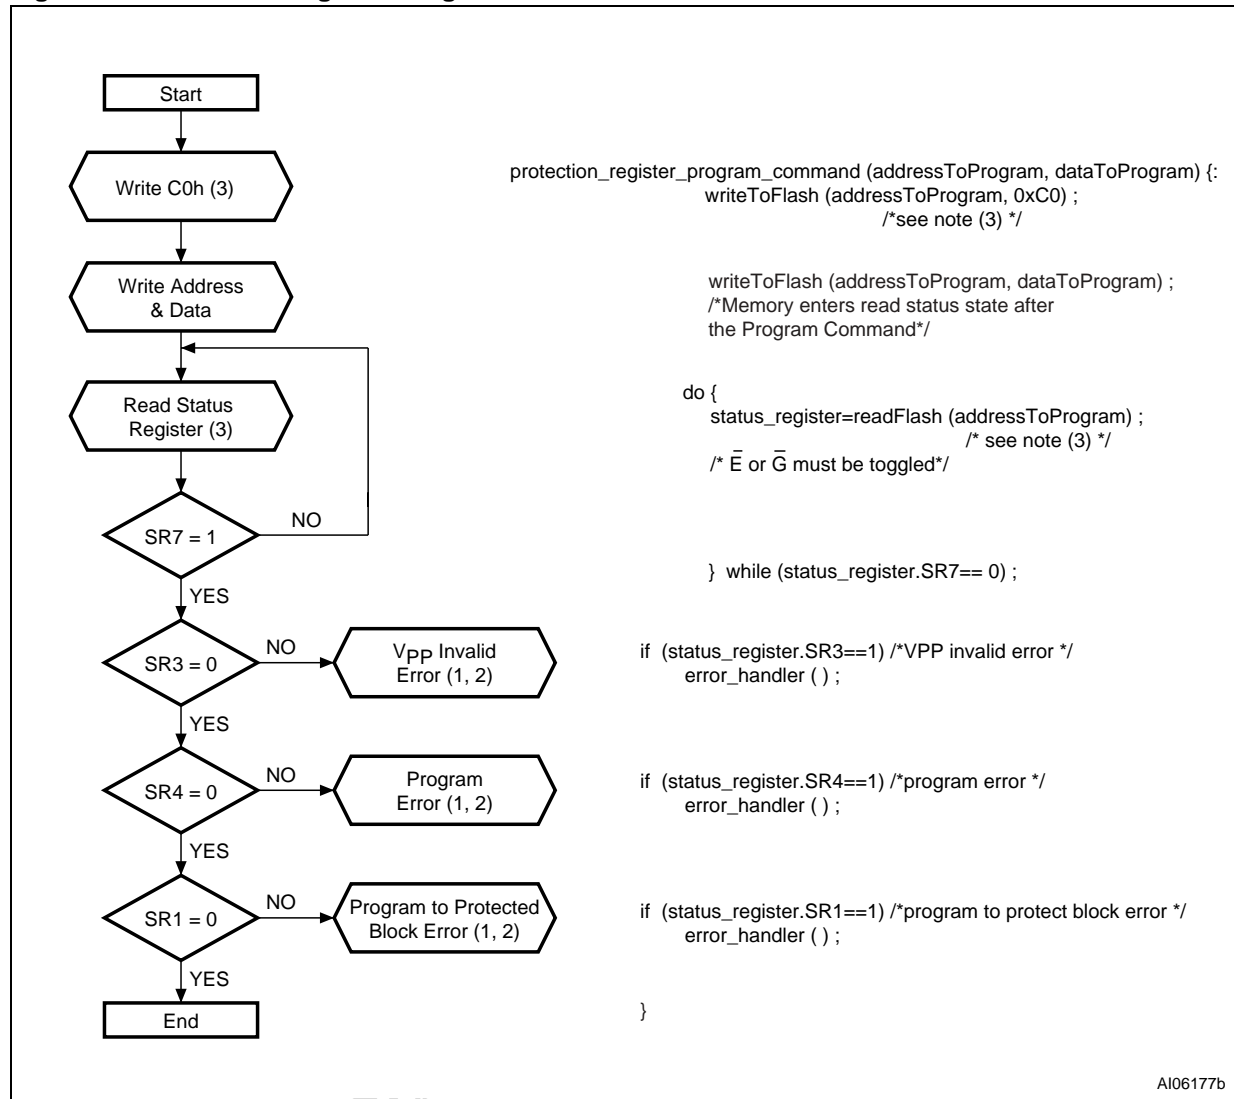 Start
Write C0h (3)
protection_register_program_command (addressToProgram, dataToProgram) {:
writeToFlash (addressToProgram, 0xC0) ;
/*see note (3) */
Write Address
& Data
writeToFlash (addressToProgram, dataToProgram) ;
/*Memory enters read status state after
the Program Command*/
Read Status
Register (3)
do {
status_register=readFlash (addressToProgram) ;
/* see note (3) */
/* E̅ or G̅ must be toggled*/
SR7 = 1
NO
YES
} while (status_register.SR7== 0) ;
SR3 = 0
NO
YES
VPP Invalid
Error (1, 2)
if (status_register.SR3==1) /*VPP invalid error */
error_handler ( ) ;
SR4 = 0
NO
YES
Program
Error (1, 2)
if (status_register.SR4==1) /*program error */
error_handler ( ) ;
SR1 = 0
NO
YES
Program to Protected
Block Error (1, 2)
if (status_register.SR1==1) /*program to protect block error */
error_handler ( ) ;
End
}
AI06177b